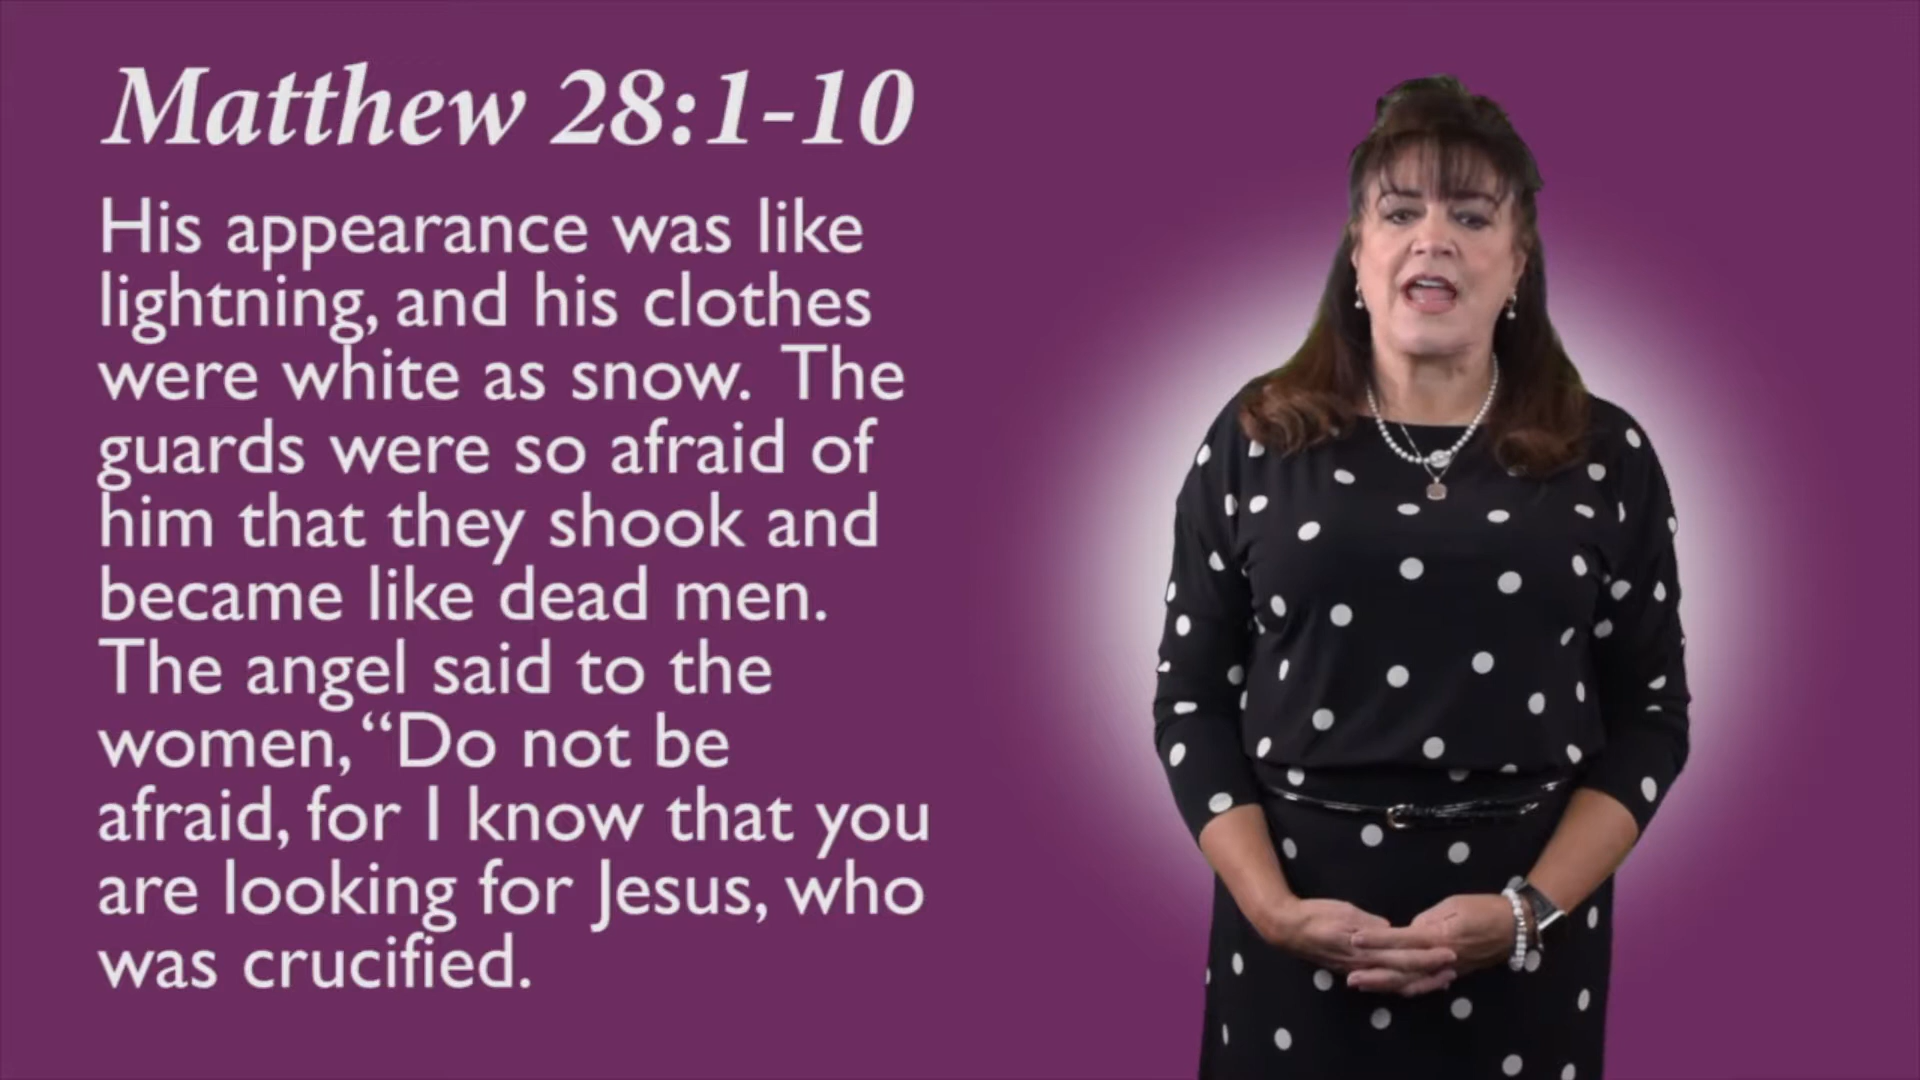 Matthew 28:1-10
His appearance was like
lightning, and his clothes
were white as snow. The
guards were so afraid of
him that they shook and
became like dead men.
The angel said to the
women, “Do not be
afraid, for I know that you
are looking for Jesus, who
was crucified.